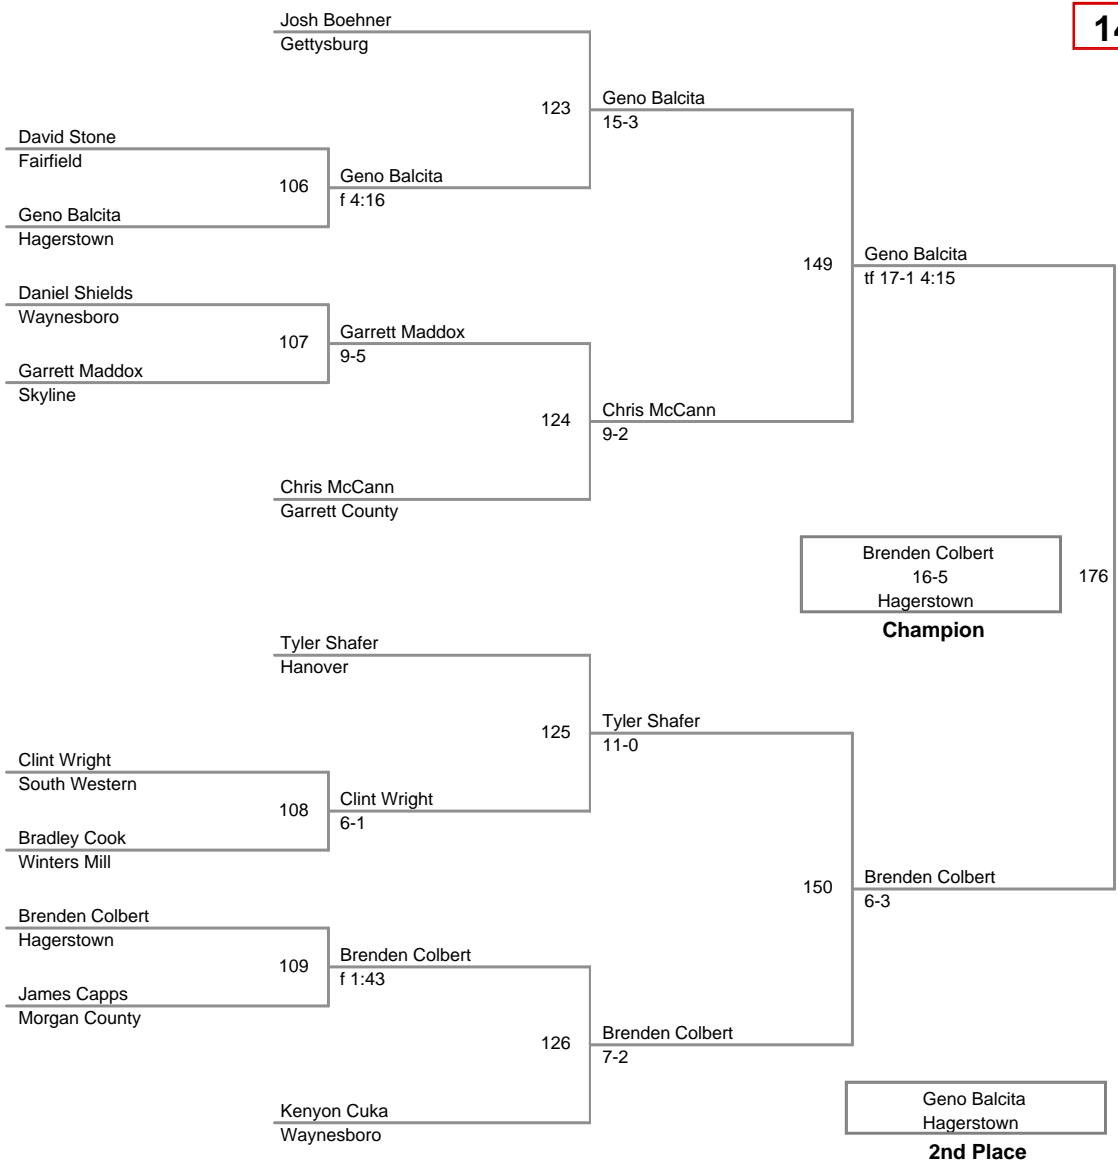 Josh Boehner
Gettysburg
123
Geno Balcita
15-3
David Stone
Fairfield
106
Geno Balcita
f 4:16
Geno Balcita
Hagerstown
149
Geno Balcita
tf 17-1 4:15
Daniel Shields
Waynesboro
107
Garrett Maddox
9-5
Garrett Maddox
Skyline
124
Chris McCann
9-2
Chris McCann
Garrett County
Brenden Colbert
16-5
Hagerstown
176
Champion
Tyler Shafer
Hanover
125
Tyler Shafer
11-0
Clint Wright
South Western
108
Clint Wright
6-1
Bradley Cook
Winters Mill
150
Brenden Colbert
6-3
Brenden Colbert
Hagerstown
109
Brenden Colbert
f 1:43
James Capps
Morgan County
126
Brenden Colbert
7-2
Kenyon Cuka
Waynesboro
Geno Balcita
Hagerstown
2nd Place